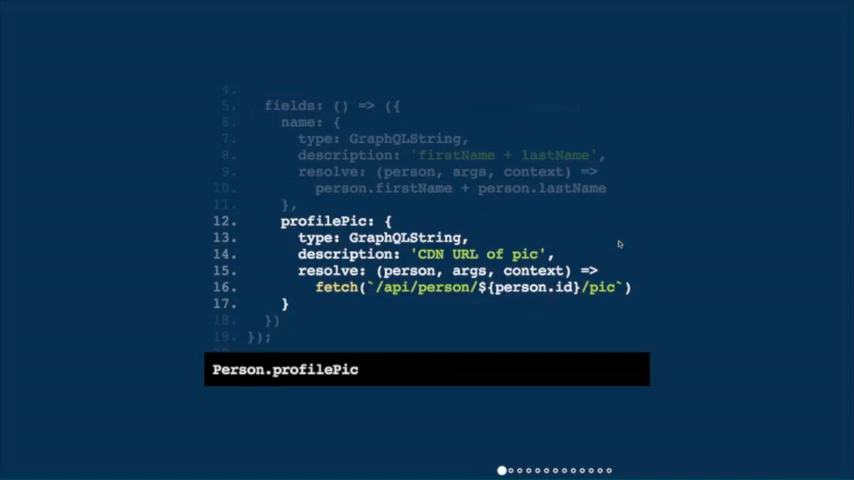 4.
5. fields: () => ({
6. name: {
7. type: GraphQLString,
8. description: 'firstName + lastName',
9. resolve: (person, args, context) =>
10. person.firstName + person.lastName
11. },
12. profilePic: {
13. type: GraphQLString,
14. description: 'CDN URL of pic',
15. resolve: (person, args, context) =>
16. fetch(`/api/person/${person.id}/pic`)
17. }
18. })
19. });
Person.profilePic